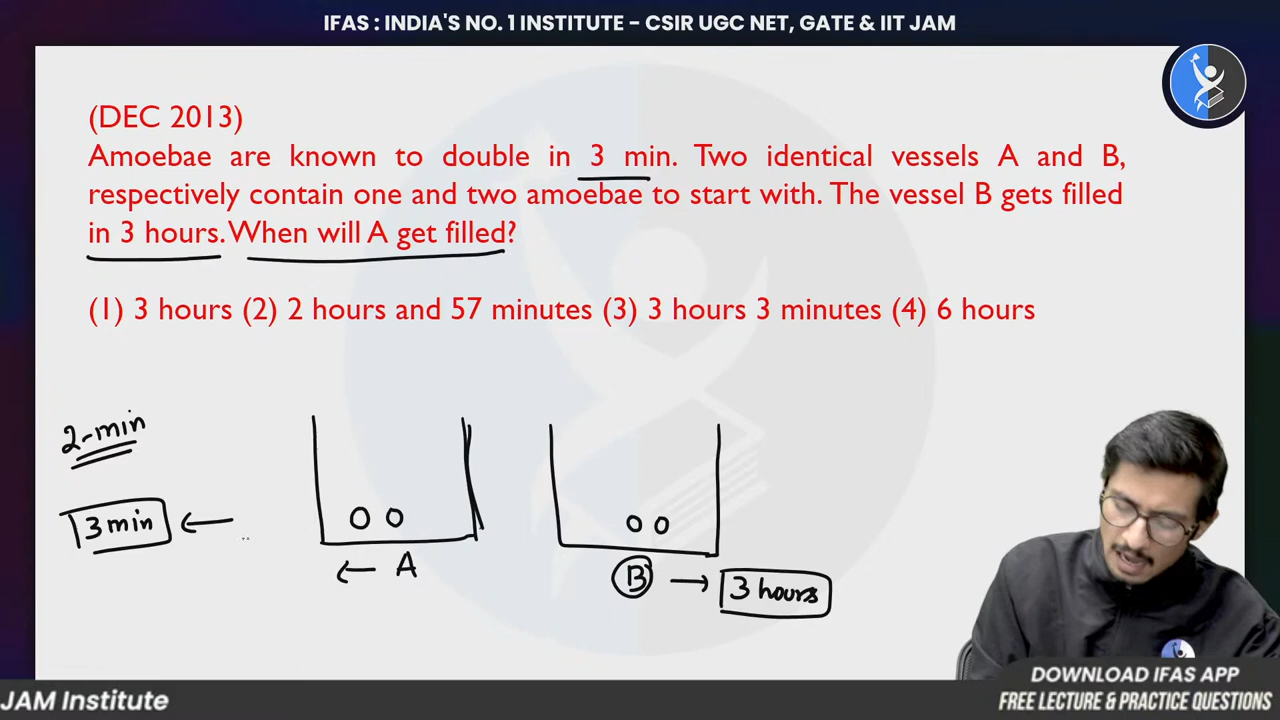 IFAS : INDIA'S NO. 1 INSTITUTE – CSIR UGC NET, GATE & IIT JAM
(DEC 2013)
Amoebae are known to double in 3 min. Two identical vessels A and B,
respectively contain one and two amoebae to start with. The vessel B gets filled
in 3 hours. When will A get filled?
(1) 3 hours (2) 2 hours and 57 minutes (3) 3 hours 3 minutes (4) 6 hours
2-min
3 min
A
B
3 hours
DOWNLOAD IFAS APP
JAM Institute
FREE LECTURE & PRACTICE QUESTIONS